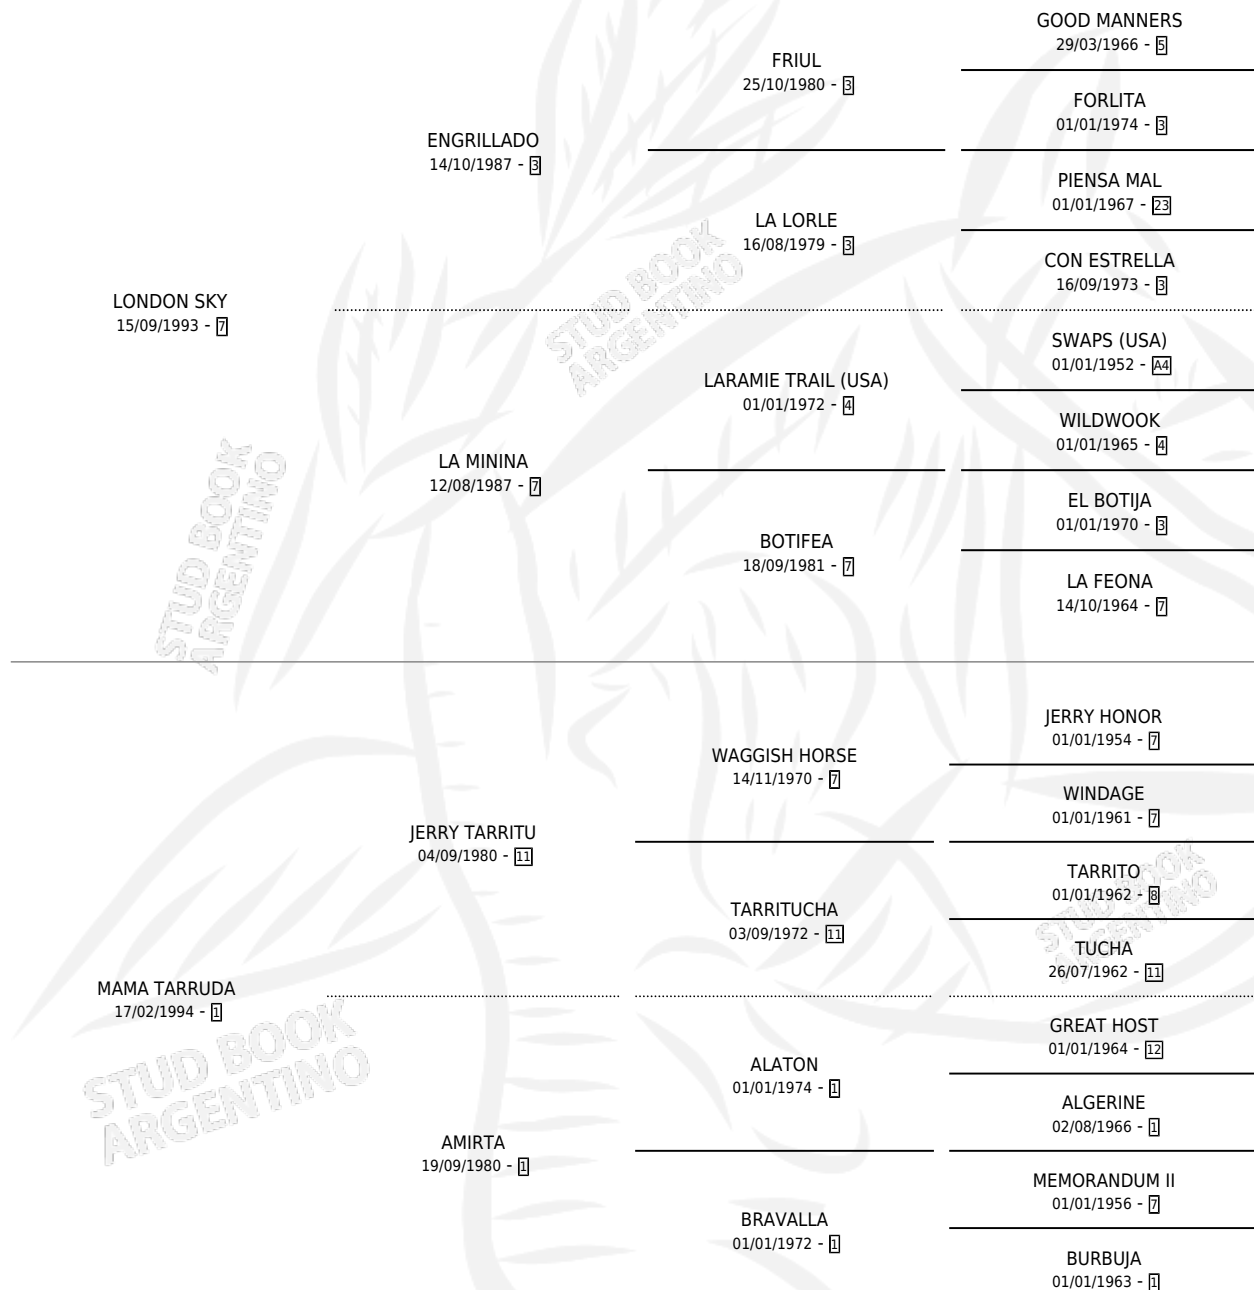 GOOD MANNERS
29/03/1966 - 5
FRIUL
25/10/1980 - 3
FORLITA
01/01/1974 - 3
ENGRILLADO
14/10/1987 - 3
PIENSA MAL
01/01/1967 - 23
LA LORLE
16/08/1979 - 3
CON ESTRELLA
16/09/1973 - 3
LONDON SKY
15/09/1993 - 7
STUD BOOK
ARGENTINO
SWAPS (USA)
01/01/1952 - A4
LARAMIE TRAIL (USA)
01/01/1972 - 4
WILDWOOK
01/01/1965 - 4
LA MININA
12/08/1987 - 7
EL BOTIJA
01/01/1970 - 3
BOTIFEA
18/09/1981 - 7
LA FEONA
14/10/1964 - 7
STUD BOOK
ARGENTINO
JERRY HONOR
01/01/1954 - 7
WAGGISH HORSE
14/11/1970 - 7
WINDAGE
01/01/1961 - 7
JERRY TARRITU
04/09/1980 - 11
TARRITO
01/01/1962 - 8
TARRITUCHA
03/09/1972 - 11
STUD BOOK
ARGENTINO
TUCHA
26/07/1962 - 11
MAMA TARRUDA
17/02/1994 - 1
GREAT HOST
01/01/1964 - 12
ALATON
01/01/1974 - 1
STUD BOOK
ARGENTINO
ALGERINE
02/08/1966 - 1
AMIRTA
19/09/1980 - 1
MEMORANDUM II
01/01/1956 - 7
BRAVALLA
01/01/1972 - 1
BURBUJA
01/01/1963 - 1